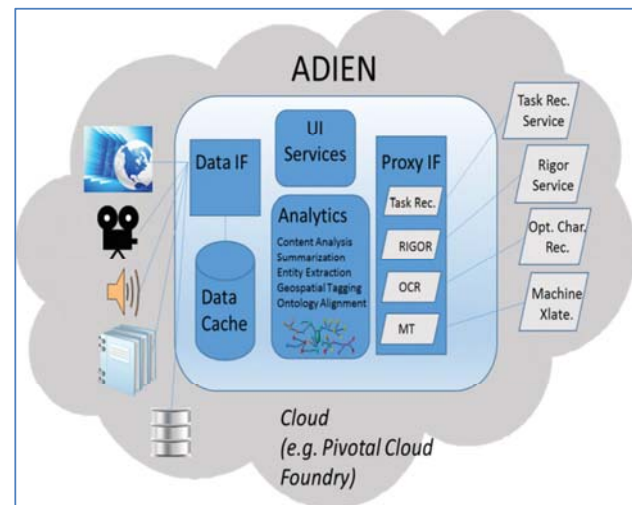 ADIEN
Data IF
Data
Cache
UI
Services
Analytics
Content Analysis
Summarization
Entity Extraction
Geospatial Tagging
Ontology Alignment
Proxy IF
Task Rec.
RIGOR
OCR
MT
Task Rec.
Service
Rigor
Service
Opt. Char.
Rec.
Machine
Xlate.
Cloud
(e.g. Pivotal Cloud
Foundry)